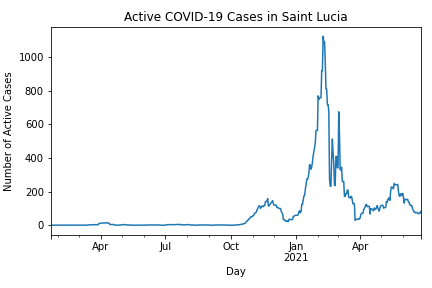 Active COVID-19 Cases in Saint Lucia
1000
800
600
400
200
0
Number of Active Cases
Apr
Jul
Oct
Jan
2021
Apr
Day